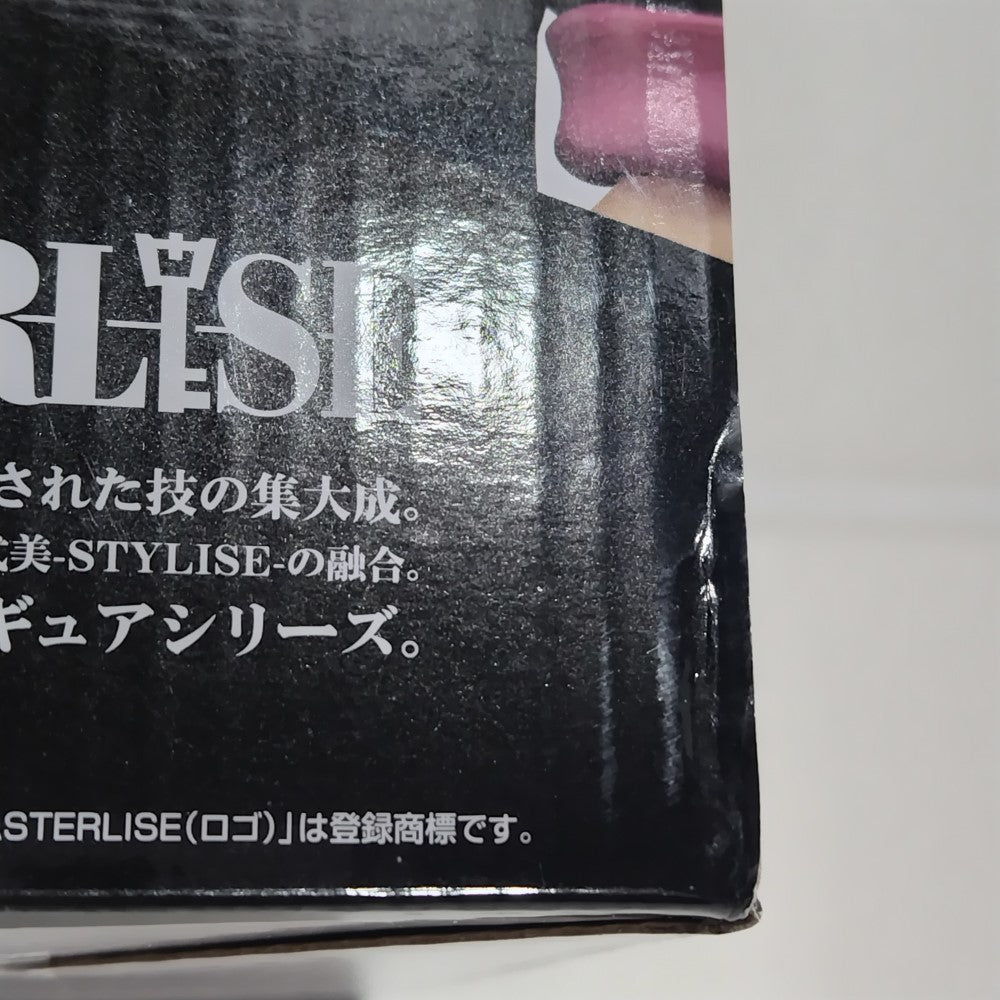 RLISE
された技の集大成。
式美-STYLISE-の融合。
ギュアシリーズ。
ASTERLISE(ロゴ)」は登録商標です。